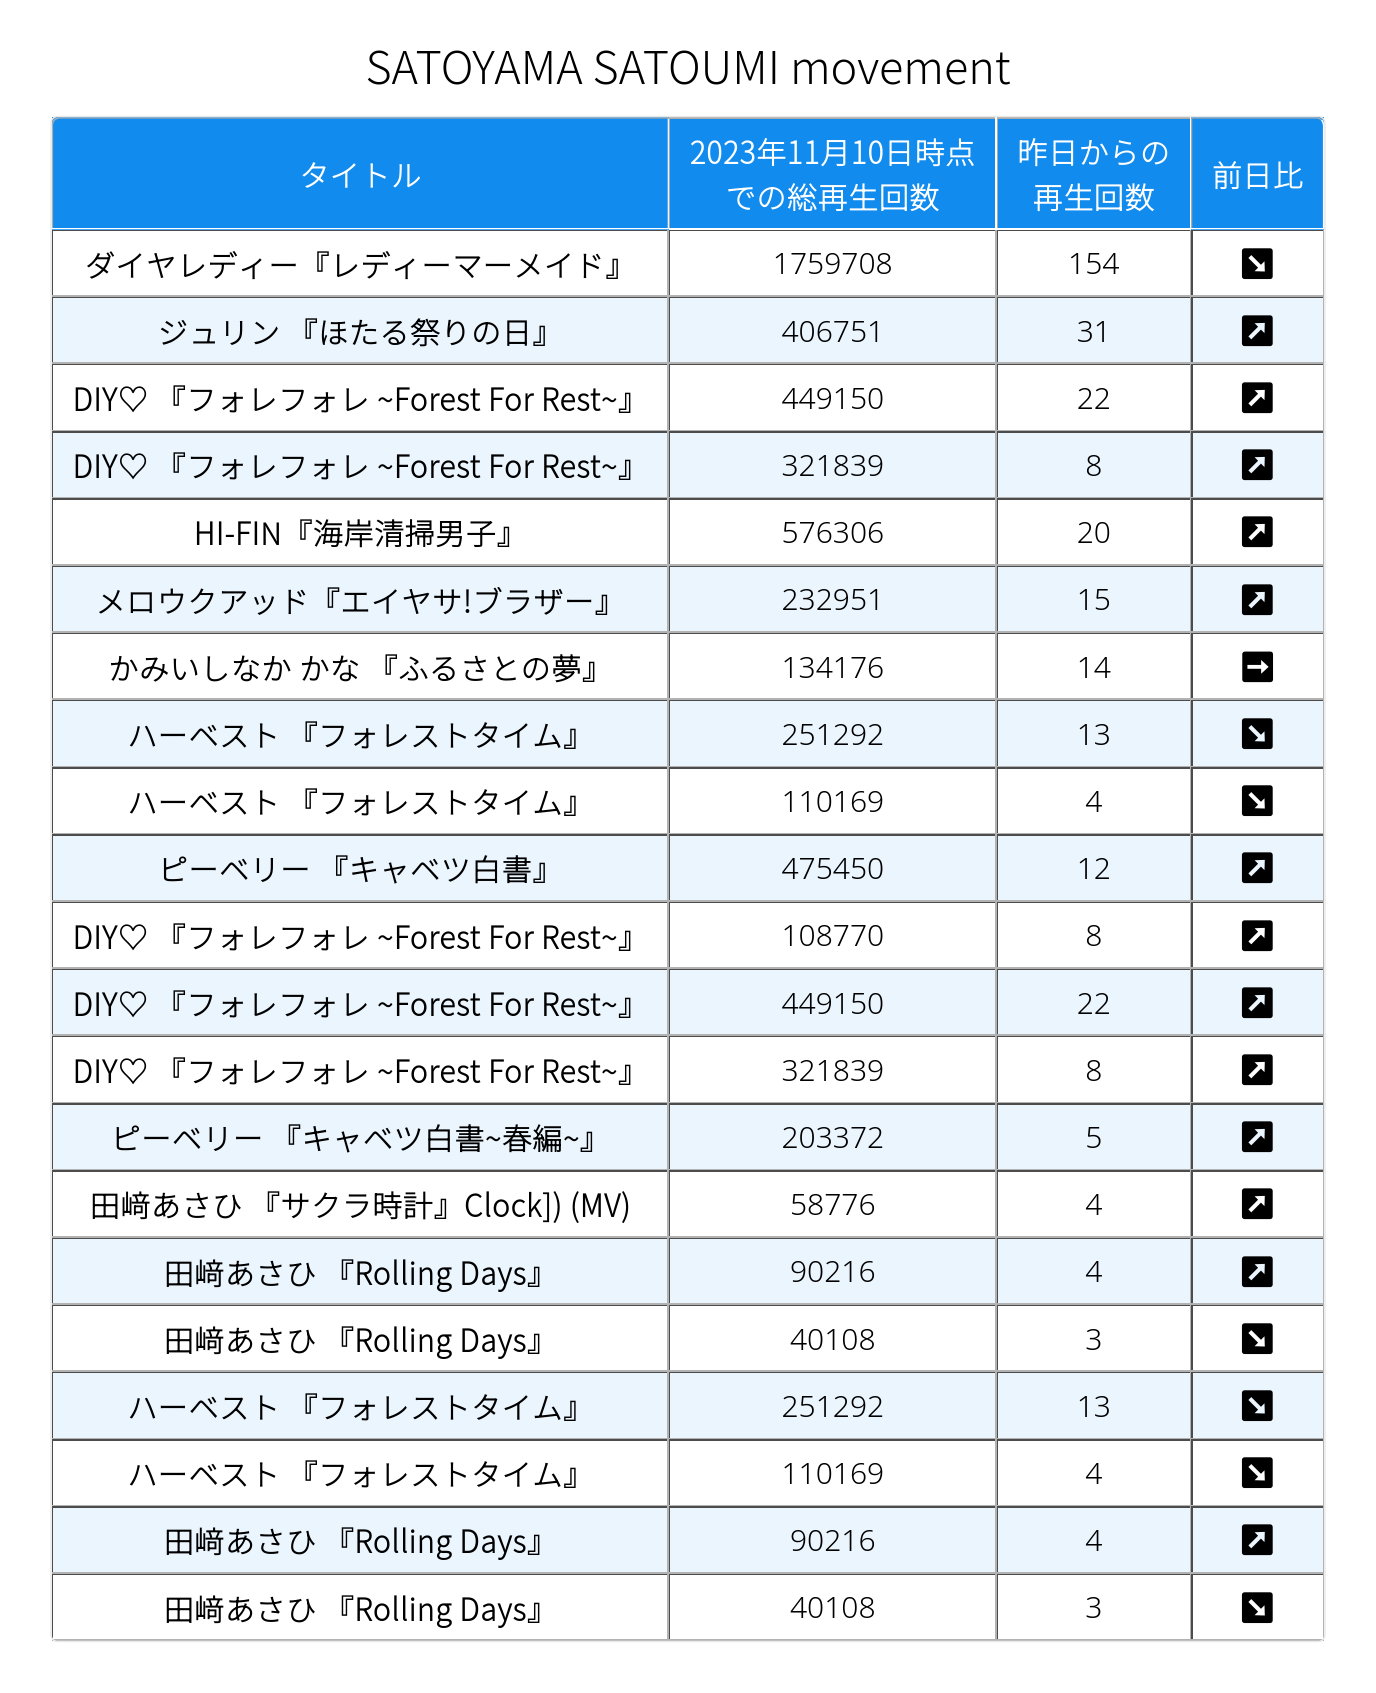 SATOYAMA SATOUMI movement
タイトル 2023年11月10日時点での総再生回数 昨日からの再生回数 前日比
ダイヤレディー『レディーマーメイド』 1759708 154 ↘
ジュリン 『ほたる祭りの日』 406751 31 ↗
DIY♡ 『フォレフォレ ~Forest For Rest~』 449150 22 ↗
DIY♡ 『フォレフォレ ~Forest For Rest~』 321839 8 ↗
HI-FIN『海岸清掃男子』 576306 20 ↗
メロウクアッド『エイヤサ!ブラザー』 232951 15 ↗
かみいしなか かな 『ふるさとの夢』 134176 14 →
ハーベスト 『フォレストタイム』 251292 13 ↘
ハーベスト 『フォレストタイム』 110169 4 ↘
ピーベリー 『キャベツ白書』 475450 12 ↗
DIY♡ 『フォレフォレ ~Forest For Rest~』 108770 8 ↗
DIY♡ 『フォレフォレ ~Forest For Rest~』 449150 22 ↗
DIY♡ 『フォレフォレ ~Forest For Rest~』 321839 8 ↗
ピーベリー 『キャベツ白書~春編~』 203372 5 ↗
田﨑あさひ 『サクラ時計』Clock]) (MV) 58776 4 ↗
田﨑あさひ 『Rolling Days』 90216 4 ↗
田﨑あさひ 『Rolling Days』 40108 3 ↘
ハーベスト 『フォレストタイム』 251292 13 ↘
ハーベスト 『フォレストタイム』 110169 4 ↘
田﨑あさひ 『Rolling Days』 90216 4 ↗
田﨑あさひ 『Rolling Days』 40108 3 ↘